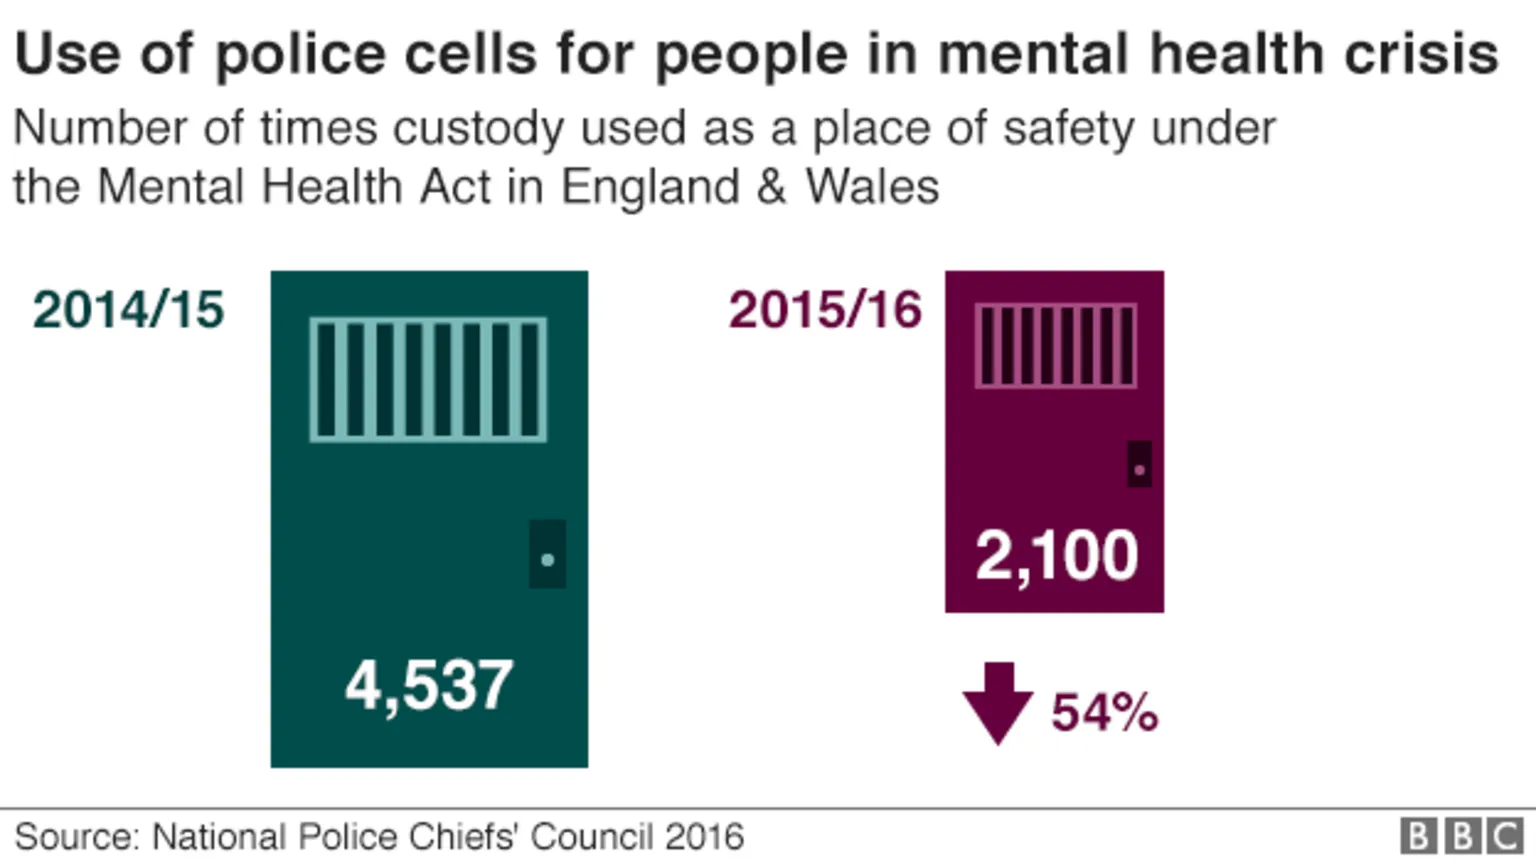 Use of police cells for people in mental health crisis
Number of times custody used as a place of safety under
the Mental Health Act in England & Wales
2014/15
4,537
2015/16
2,100
54%
Source: National Police Chiefs' Council 2016
BBC